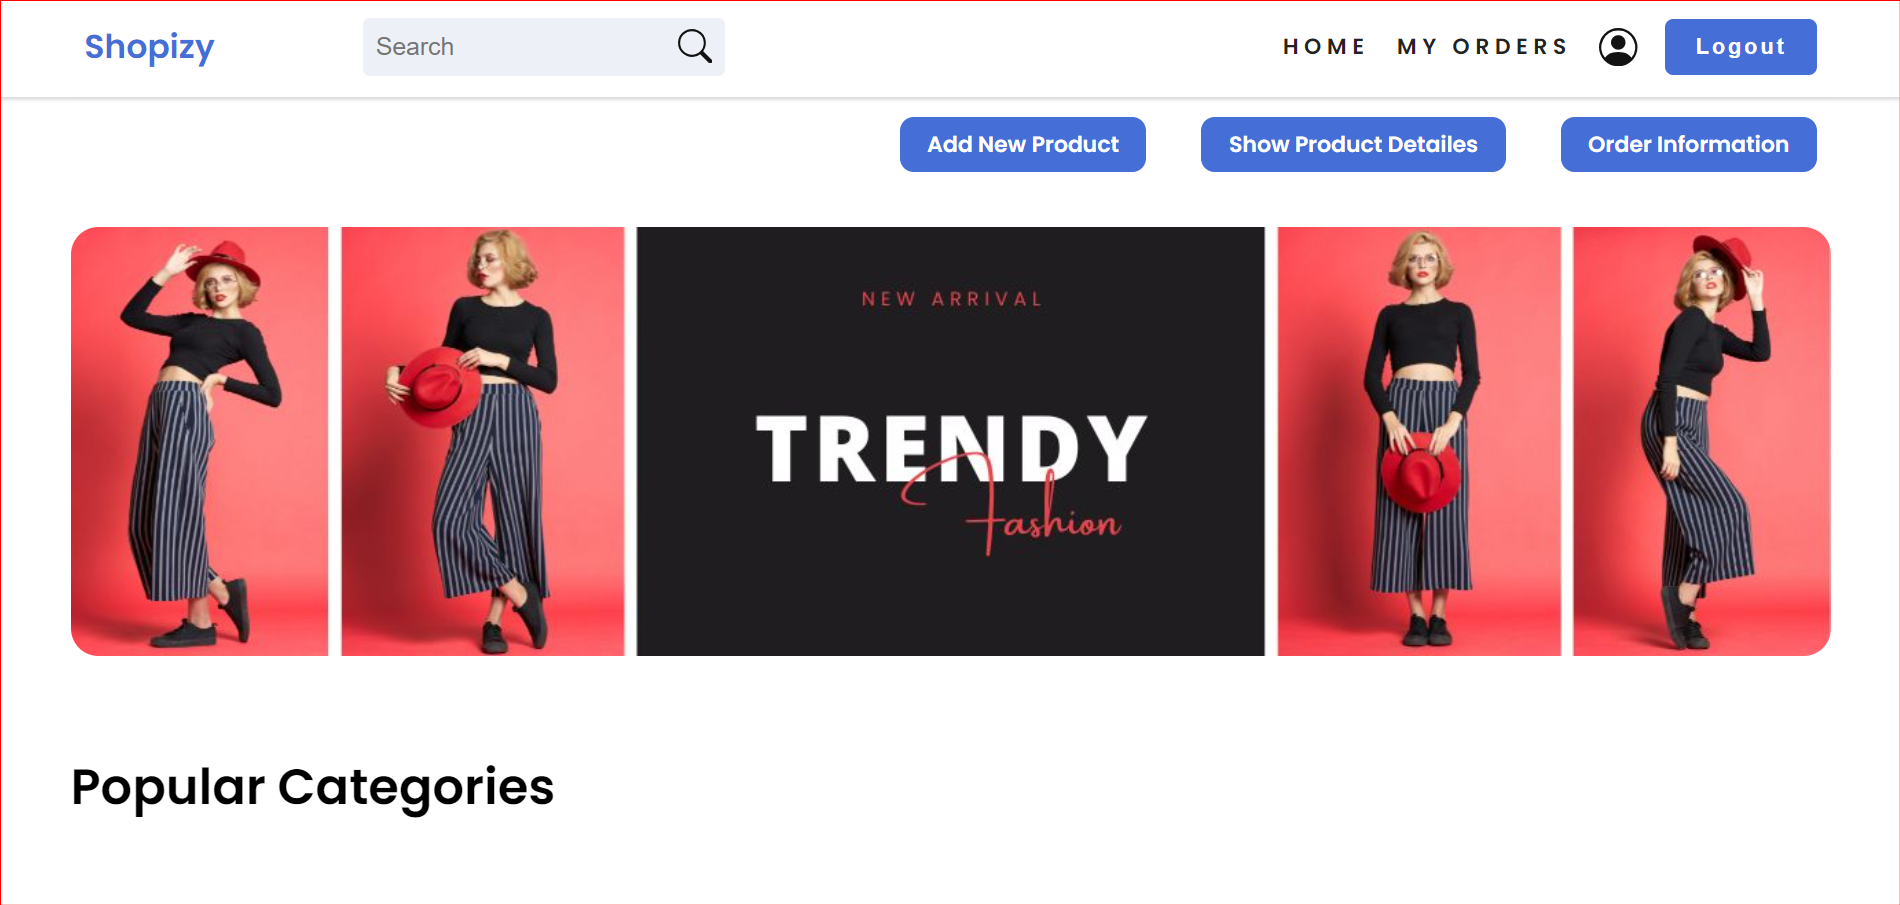 Shopizy
Search
HOME
MY ORDERS
Logout
Add New Product
Show Product Detailes
Order Information
NEW ARRIVAL
TRENDY
Fashion
Popular Categories